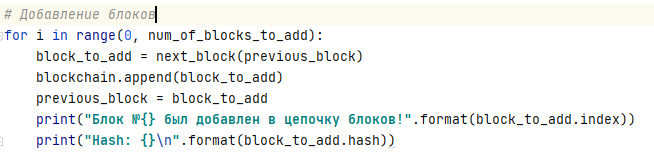 # Добавление блоков
for i in range(0, num_of_blocks_to_add):
    block_to_add = next_block(previous_block)
    blockchain.append(block_to_add)
    previous_block = block_to_add
    print("Блок №{} был добавлен в цепочку блоков!".format(block_to_add.index))
    print("Hash: {}\n".format(block_to_add.hash))